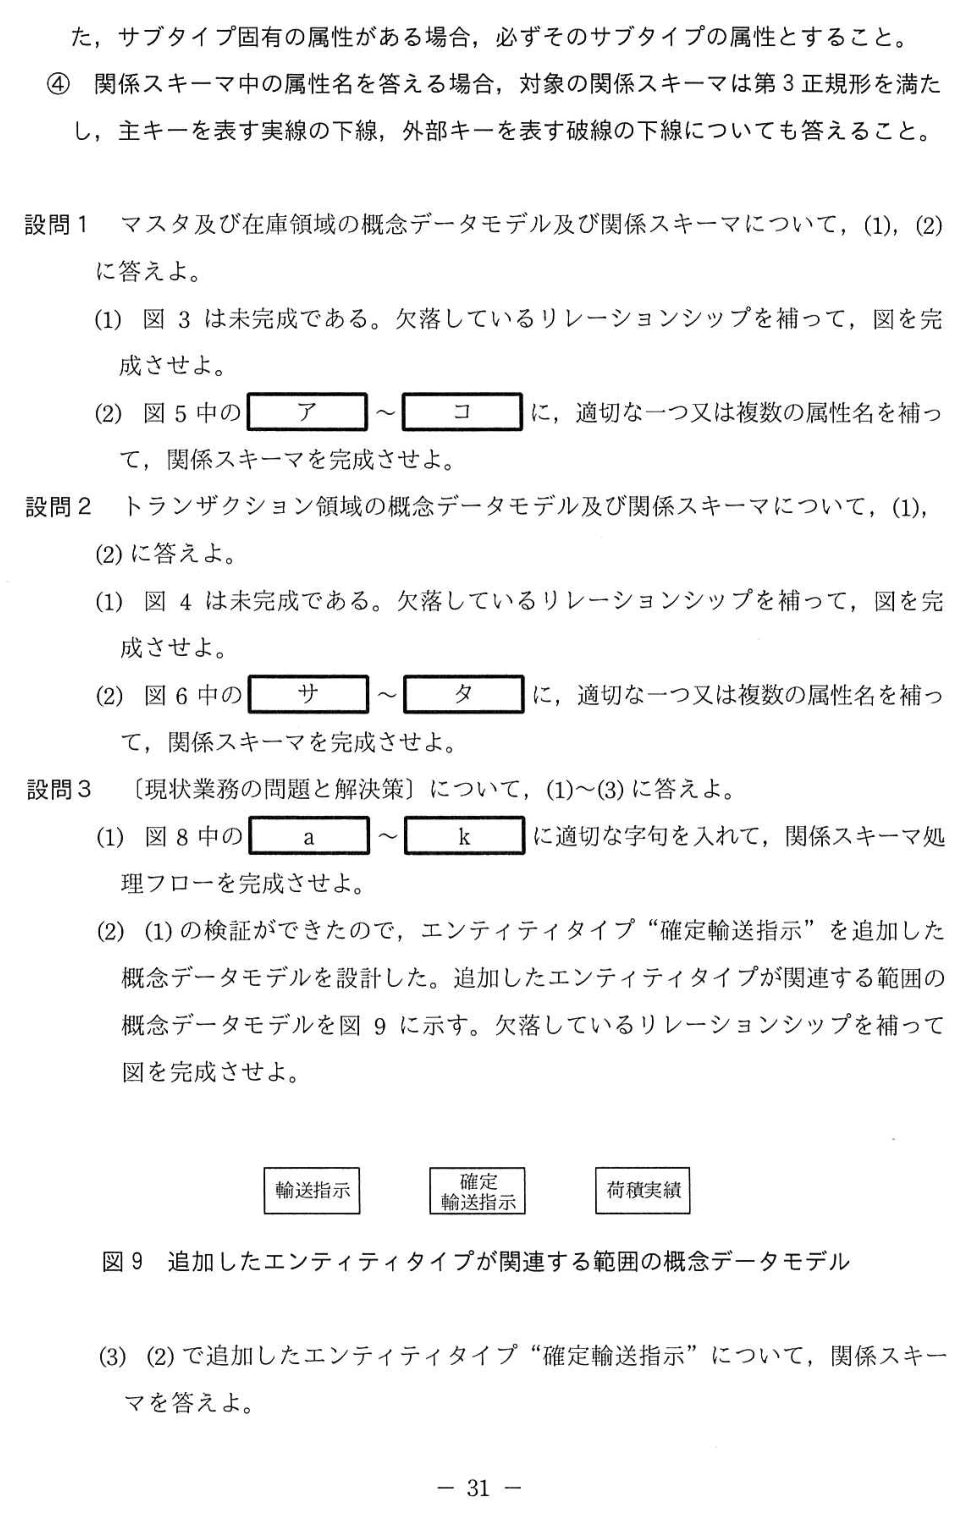 た，サブタイプ固有の属性がある場合，必ずそのサブタイプの属性とすること。
④　関係スキーマ中の属性名を答える場合，対象の関係スキーマは第3正規形を満た
し，主キーを表す実線の下線，外部キーを表す破線の下線についても答えること。
設問1　マスタ及び在庫領域の概念データモデル及び関係スキーマについて，(1)，(2)
に答えよ。
(1)　図 3 は未完成である。欠落しているリレーションシップを補って，図を完
成させよ。
(2)　図 5 中の ア ～ コ に，適切な一つ又は複数の属性名を補っ
て，関係スキーマを完成させよ。
設問2　トランザクション領域の概念データモデル及び関係スキーマについて，(1)，
(2) に答えよ。
(1)　図 4 は未完成である。欠落しているリレーションシップを補って，図を完
成させよ。
(2)　図 6 中の サ ～ タ に，適切な一つ又は複数の属性名を補っ
て，関係スキーマを完成させよ。
設問3　〔現状業務の問題と解決策〕について，(1)～(3) に答えよ。
(1)　図 8 中の a ～ k に適切な字句を入れて，関係スキーマ処
理フローを完成させよ。
(2)　(1) の検証ができたので，エンティティタイプ“確定輸送指示”を追加した
概念データモデルを設計した。追加したエンティティタイプが関連する範囲の
概念データモデルを図 9 に示す。欠落しているリレーションシップを補って
図を完成させよ。
輸送指示　確定　荷積実績
輸送指示
図9　追加したエンティティタイプが関連する範囲の概念データモデル
(3)　(2) で追加したエンティティタイプ“確定輸送指示”について，関係スキー
マを答えよ。
－ 31 －